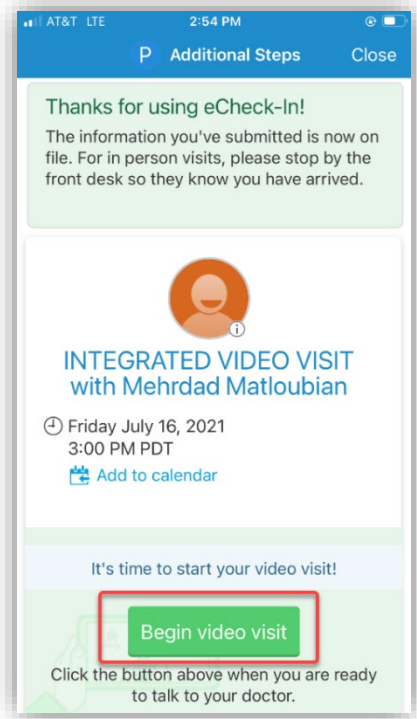 AT&T LTE 2:54 PM
P Additional Steps Close
Thanks for using eCheck-In!
The information you've submitted is now on
file. For in person visits, please stop by the
front desk so they know you have arrived.
INTEGRATED VIDEO VISIT
with Mehrdad Matloubian
Friday July 16, 2021
3:00 PM PDT
Add to calendar
It's time to start your video visit!
Begin video visit
Click the button above when you are ready
to talk to your doctor.